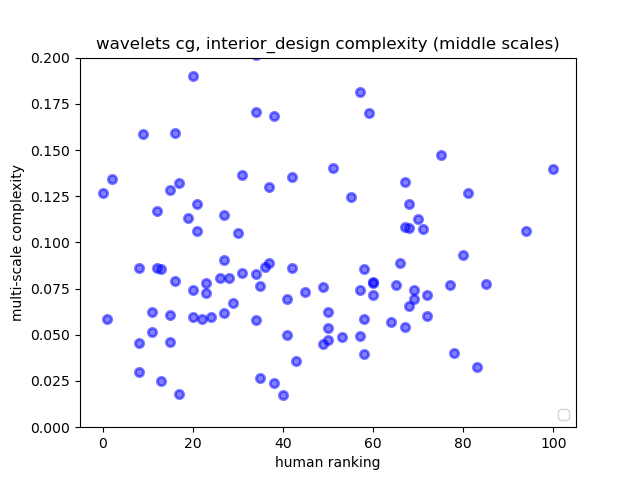 wavelets cg, interior_design complexity (middle scales)
0.200
0.175
0.150
0.125
0.100
0.075
0.050
0.025
0.000
multi-scale complexity
0 20 40 60 80 100
human ranking